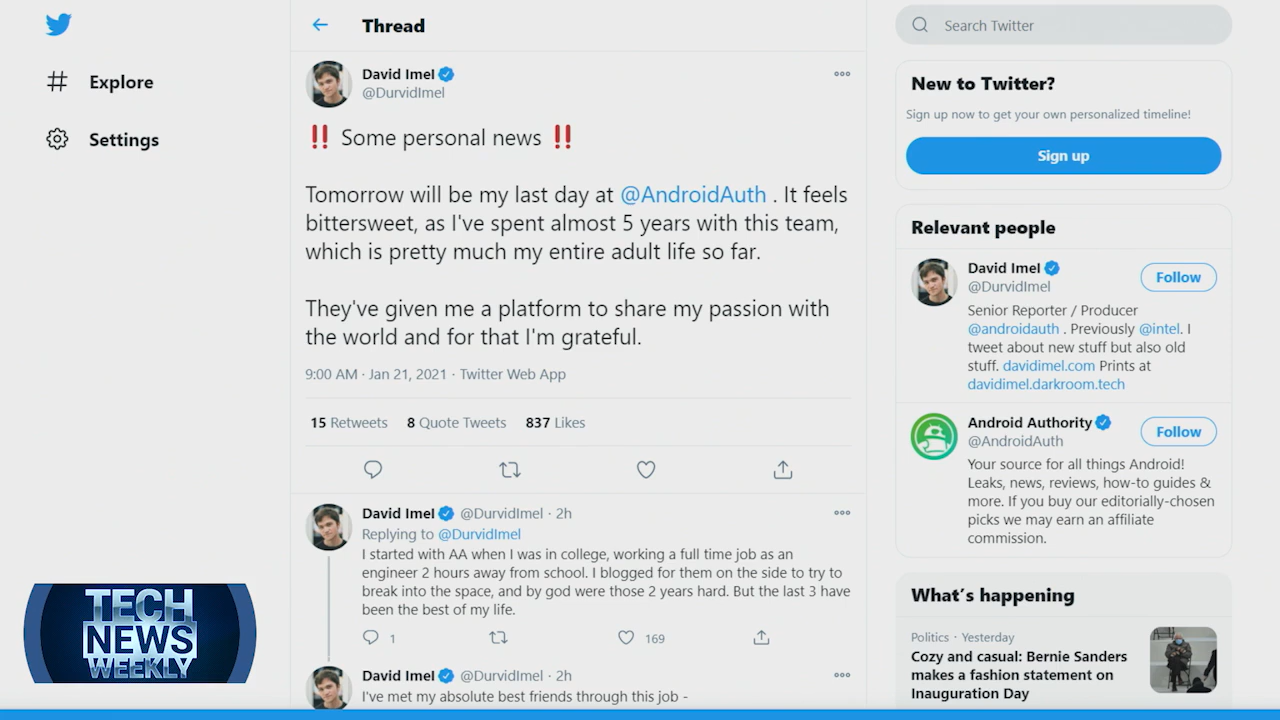 Explore
Settings
Thread
David Imel
@DurvidImel
‼ Some personal news ‼
Tomorrow will be my last day at @AndroidAuth . It feels
bittersweet, as I've spent almost 5 years with this team,
which is pretty much my entire adult life so far.
They've given me a platform to share my passion with
the world and for that I'm grateful.
9:00 AM · Jan 21, 2021 · Twitter Web App
15 Retweets 8 Quote Tweets 837 Likes
David Imel @DurvidImel · 2h
Replying to @DurvidImel
I started with AA when I was in college, working a full time job as an
engineer 2 hours away from school. I blogged for them on the side to try to
break into the space, and by god were those 2 years hard. But the last 3 have
been the best of my life.
1 169
David Imel @DurvidImel · 2h
I've met my absolute best friends through this job -
Search Twitter
New to Twitter?
Sign up now to get your own personalized timeline!
Sign up
Relevant people
David Imel
@DurvidImel
Follow
Senior Reporter / Producer
@androidauth . Previously @intel. I
tweet about new stuff but also old
stuff. davidimel.com Prints at
davidimel.darkroom.tech
Android Authority
@AndroidAuth
Follow
Your source for all things Android!
Leaks, news, reviews, how-to guides &
more. If you buy our editorially-chosen
picks we may earn an affiliate
commission.
What's happening
Politics · Yesterday
Cozy and casual: Bernie Sanders
makes a fashion statement on
Inauguration Day
TECH
NEWS
WEEKLY